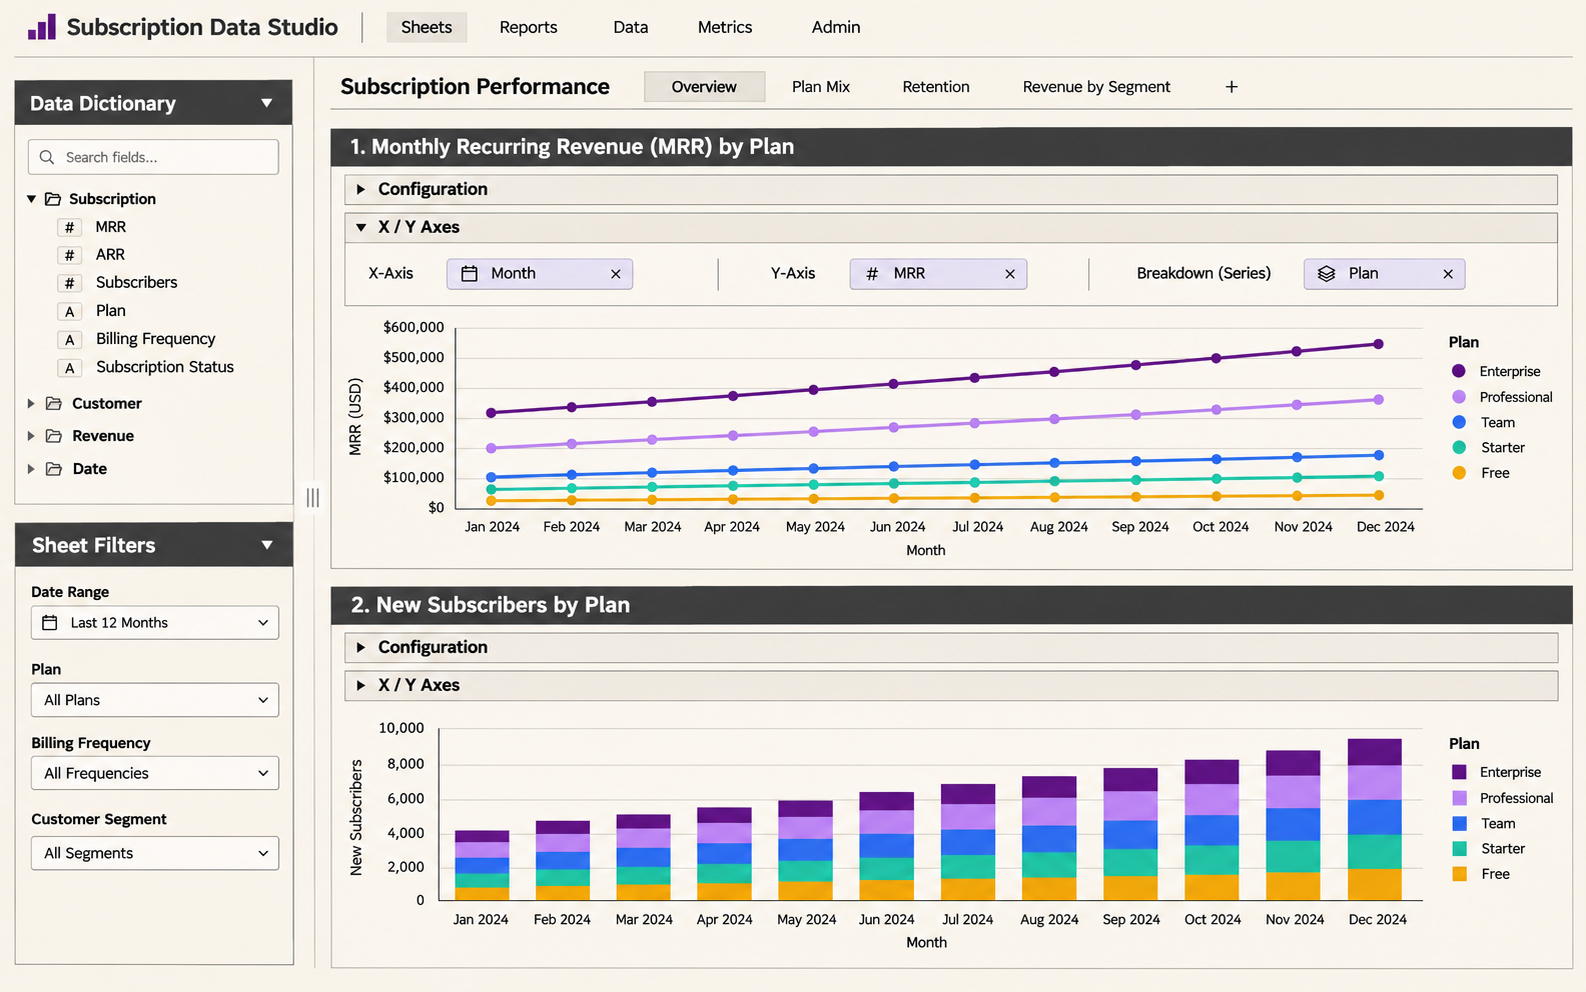 Subscription Data Studio
Sheets
Reports
Data
Metrics
Admin
Data Dictionary
Search fields...
Subscription
# MRR
# ARR
# Subscribers
A Plan
A Billing Frequency
A Subscription Status
Customer
Revenue
Date
Sheet Filters
Date Range
Last 12 Months
Plan
All Plans
Billing Frequency
All Frequencies
Customer Segment
All Segments
Subscription Performance
Overview
Plan Mix
Retention
Revenue by Segment
+
1. Monthly Recurring Revenue (MRR) by Plan
Configuration
X / Y Axes
X-Axis
Month ×
Y-Axis
# MRR ×
Breakdown (Series)
Plan ×
MRR (USD)
$600,000
$500,000
$400,000
$300,000
$200,000
$100,000
$0
Jan 2024
Feb 2024
Mar 2024
Apr 2024
May 2024
Jun 2024
Jul 2024
Aug 2024
Sep 2024
Oct 2024
Nov 2024
Dec 2024
Month
Plan
Enterprise
Professional
Team
Starter
Free
2. New Subscribers by Plan
Configuration
X / Y Axes
New Subscribers
10,000
8,000
6,000
4,000
2,000
0
Jan 2024
Feb 2024
Mar 2024
Apr 2024
May 2024
Jun 2024
Jul 2024
Aug 2024
Sep 2024
Oct 2024
Nov 2024
Dec 2024
Month
Plan
Enterprise
Professional
Team
Starter
Free